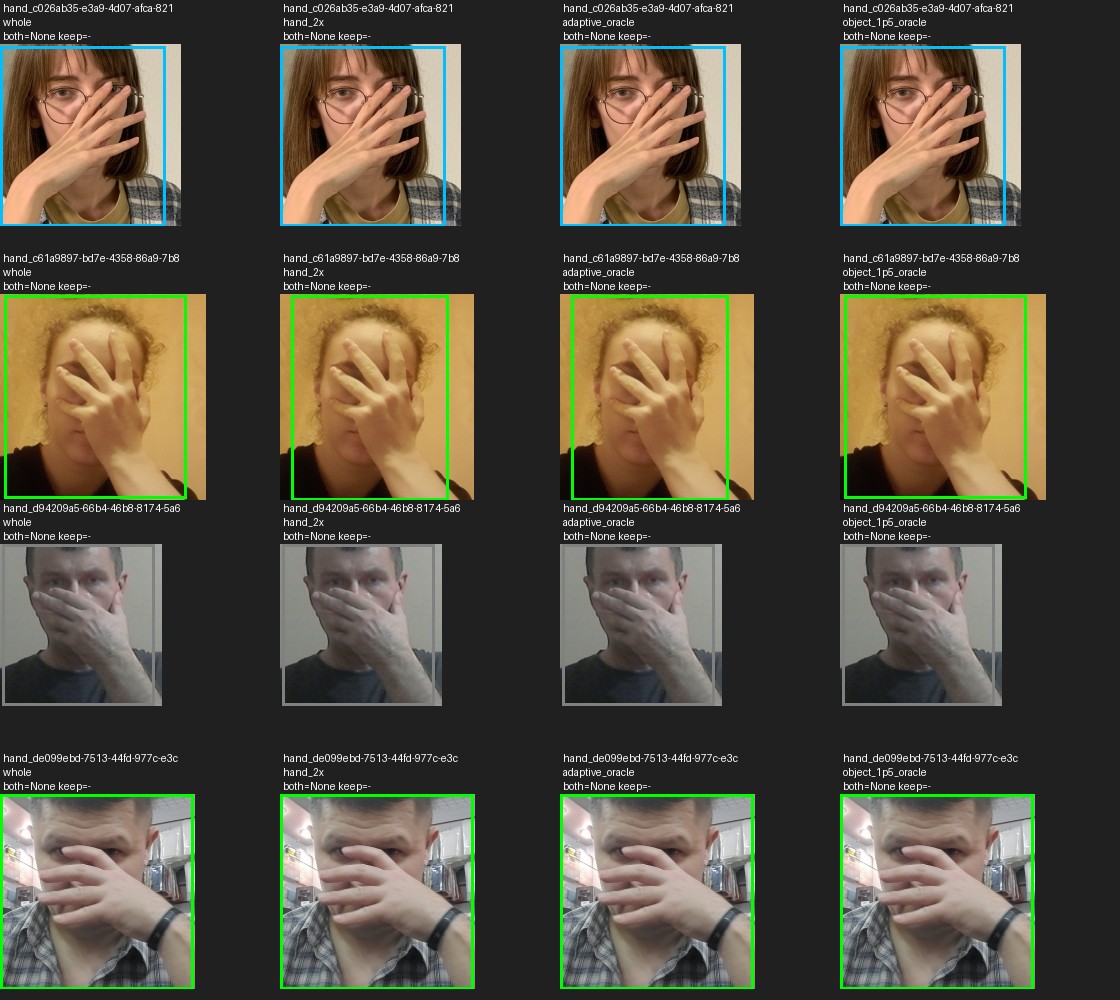 hand_c026ab35-e3a9-4d07-afca-821
whole
both=None keep=-
hand_c026ab35-e3a9-4d07-afca-821
hand_2x
both=None keep=-
hand_c026ab35-e3a9-4d07-afca-821
adaptive_oracle
both=None keep=-
hand_c026ab35-e3a9-4d07-afca-821
object_1p5_oracle
both=None keep=-
hand_c61a9897-bd7e-4358-86a9-7b8
whole
both=None keep=-
hand_c61a9897-bd7e-4358-86a9-7b8
hand_2x
both=None keep=-
hand_c61a9897-bd7e-4358-86a9-7b8
adaptive_oracle
both=None keep=-
hand_c61a9897-bd7e-4358-86a9-7b8
object_1p5_oracle
both=None keep=-
hand_d94209a5-66b4-46b8-8174-5a6
whole
both=None keep=-
hand_d94209a5-66b4-46b8-8174-5a6
hand_2x
both=None keep=-
hand_d94209a5-66b4-46b8-8174-5a6
adaptive_oracle
both=None keep=-
hand_d94209a5-66b4-46b8-8174-5a6
object_1p5_oracle
both=None keep=-
hand_de099ebd-7513-44fd-977c-e3c
whole
both=None keep=-
hand_de099ebd-7513-44fd-977c-e3c
hand_2x
both=None keep=-
hand_de099ebd-7513-44fd-977c-e3c
adaptive_oracle
both=None keep=-
hand_de099ebd-7513-44fd-977c-e3c
object_1p5_oracle
both=None keep=-